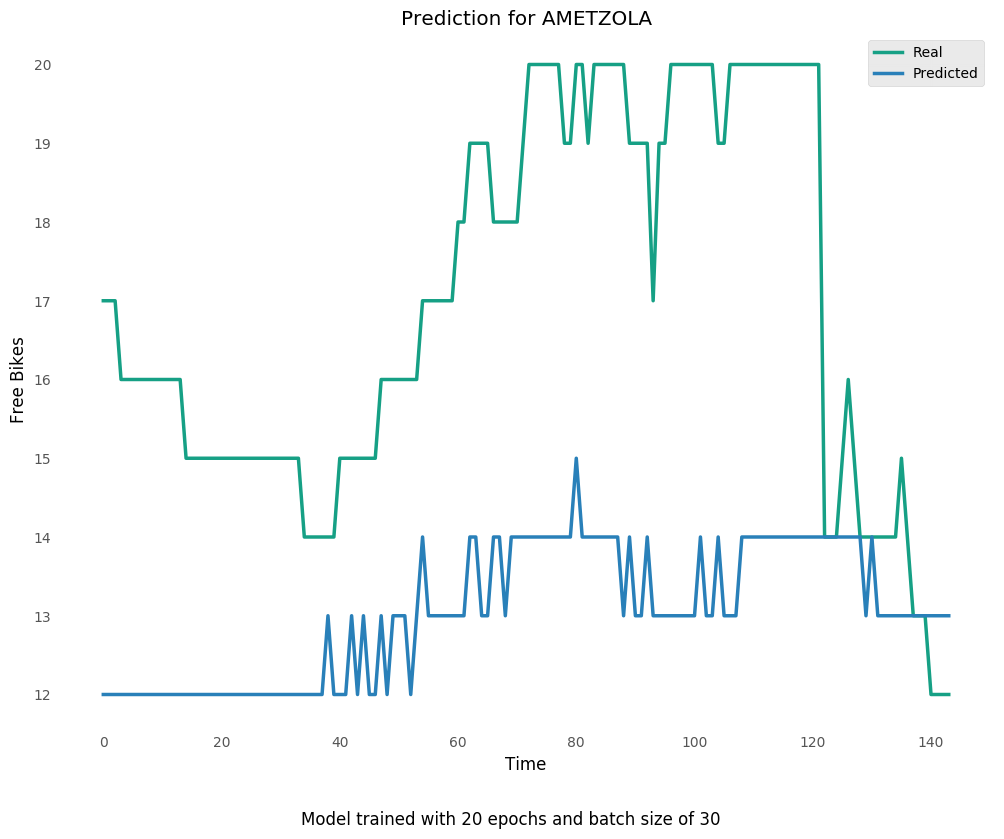 Prediction for AMETZOLA
Real
Predicted
Free Bikes
20
19
18
17
16
15
14
13
12
0 20 40 60 80 100 120 140
Time
Model trained with 20 epochs and batch size of 30